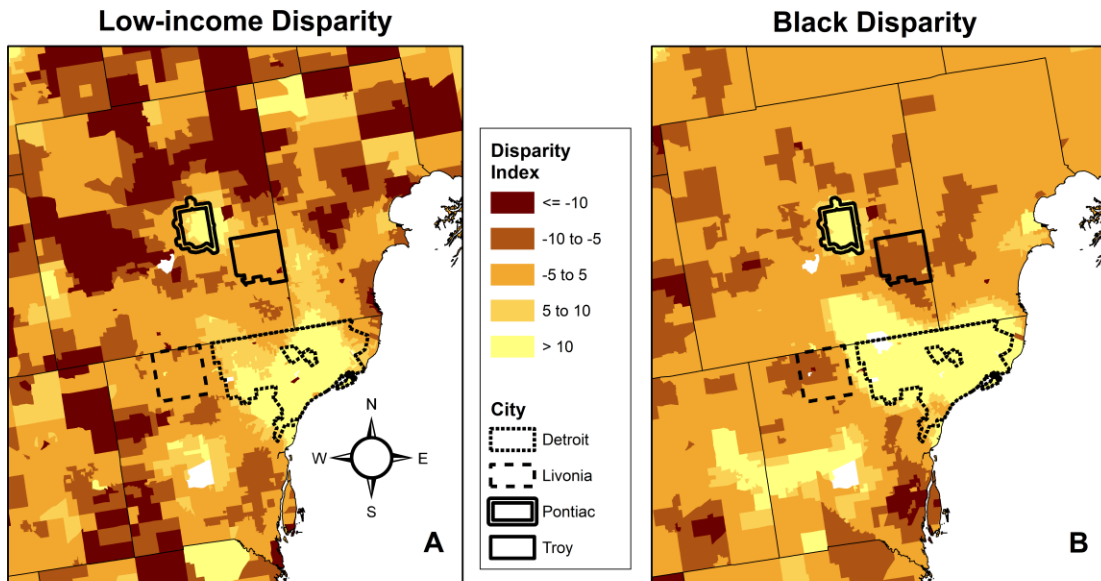 Low-income Disparity
Black Disparity
Disparity
Index
<= -10
-10 to -5
-5 to 5
5 to 10
> 10
City
Detroit
Livonia
Pontiac
Troy
N
W
E
S
A
B